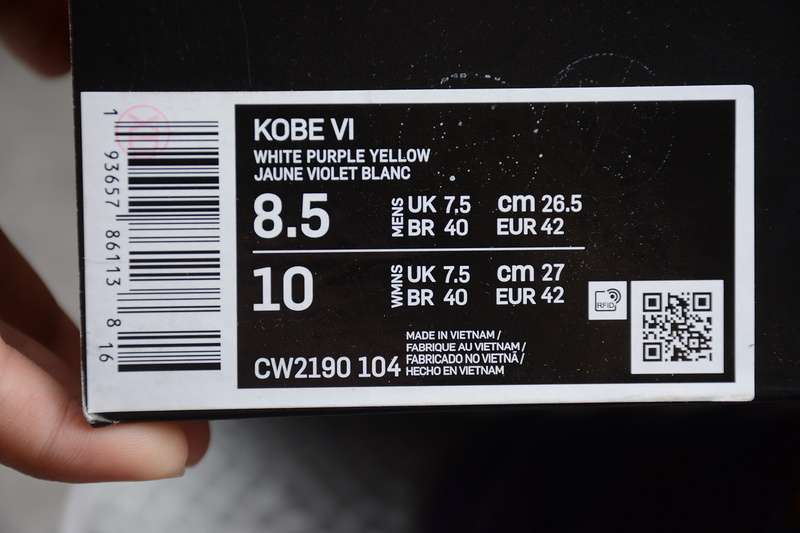 1 93657 86113 8 16
KOBE VI
WHITE PURPLE YELLOW
JAUNE VIOLET BLANC
8.5
MENS
UK 7.5 cm 26.5
BR 40 EUR 42
10
WMNS
UK 7.5 cm 27
BR 40 EUR 42
RFID
CW2190 104
MADE IN VIETNAM /
FABRIQUE AU VIETNAM /
FABRICADO NO VIETNÃ /
HECHO EN VIETNAM